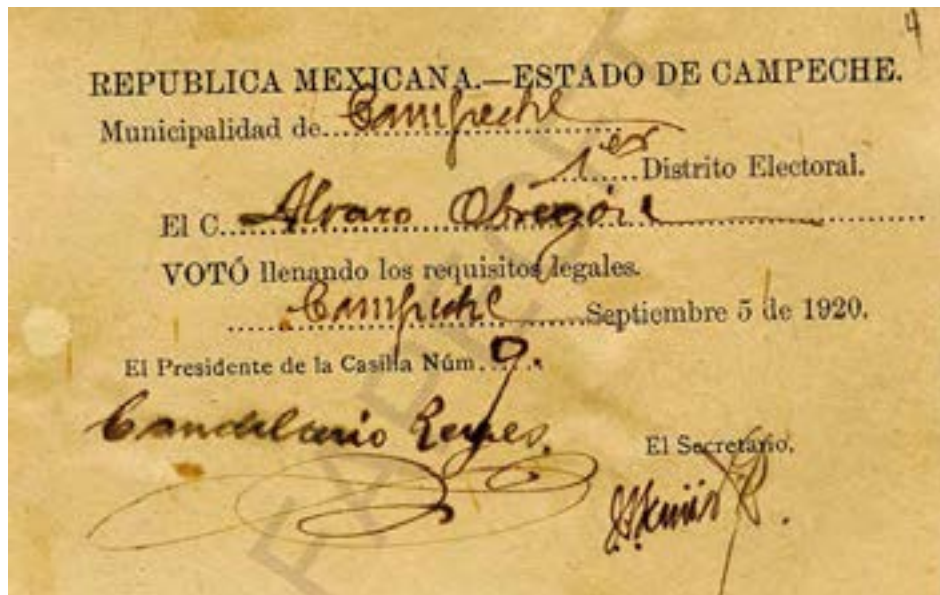 4
REPUBLICA MEXICANA.—ESTADO DE CAMPECHE.
Municipalidad de Campeche
1er Distrito Electoral.
El C. Alvaro Obregón
VOTÓ llenando los requisitos legales.
Campeche Septiembre 5 de 1920.
El Presidente de la Casilla Núm. 9.
Candelario Reyes.
El Secretario.